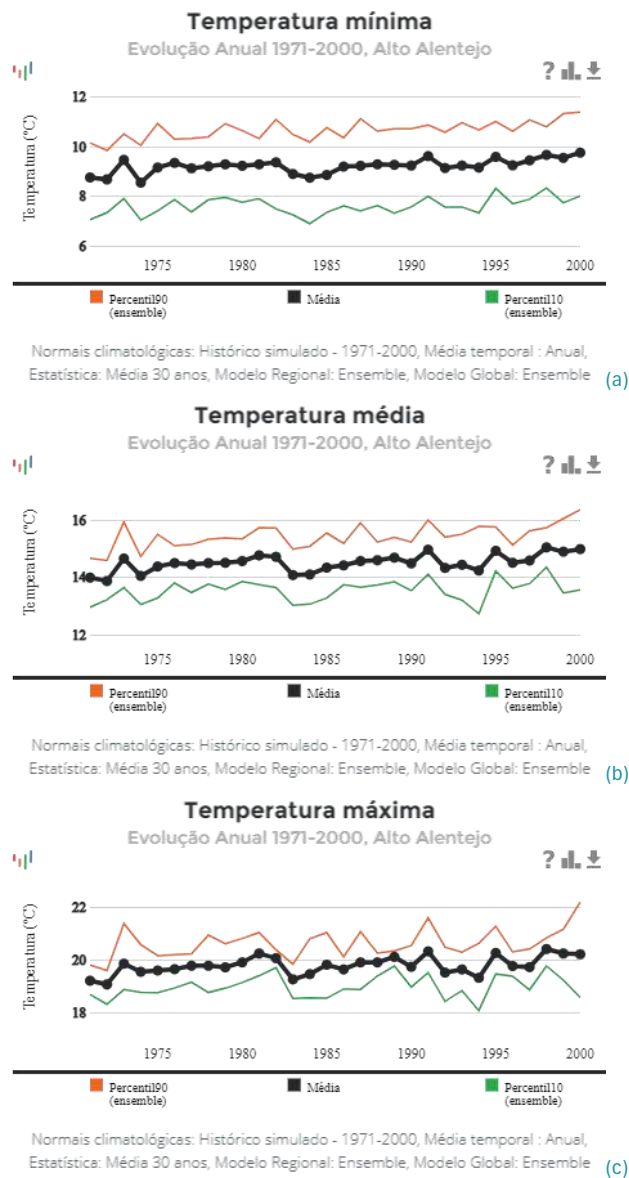 Temperatura mínima
Evolução Anual 1971-2000, Alto Alentejo
?
Temperatura (°C)
12
10
8
6
1975 1980 1985 1990 1995 2000
Percentil90 (ensemble) Média Percentil10 (ensemble)
Normais climatológicas: Histórico simulado - 1971-2000, Média temporal : Anual,
Estatística: Média 30 anos, Modelo Regional: Ensemble, Modelo Global: Ensemble (a)
Temperatura média
Evolução Anual 1971-2000, Alto Alentejo
?
Temperatura (°C)
16
14
12
1975 1980 1985 1990 1995 2000
Percentil90 (ensemble) Média Percentil10 (ensemble)
Normais climatológicas: Histórico simulado - 1971-2000, Média temporal : Anual,
Estatística: Média 30 anos, Modelo Regional: Ensemble, Modelo Global: Ensemble (b)
Temperatura máxima
Evolução Anual 1971-2000, Alto Alentejo
?
Temperatura (°C)
22
20
18
1975 1980 1985 1990 1995 2000
Percentil90 (ensemble) Média Percentil10 (ensemble)
Normais climatológicas: Histórico simulado - 1971-2000, Média temporal : Anual,
Estatística: Média 30 anos, Modelo Regional: Ensemble, Modelo Global: Ensemble (c)